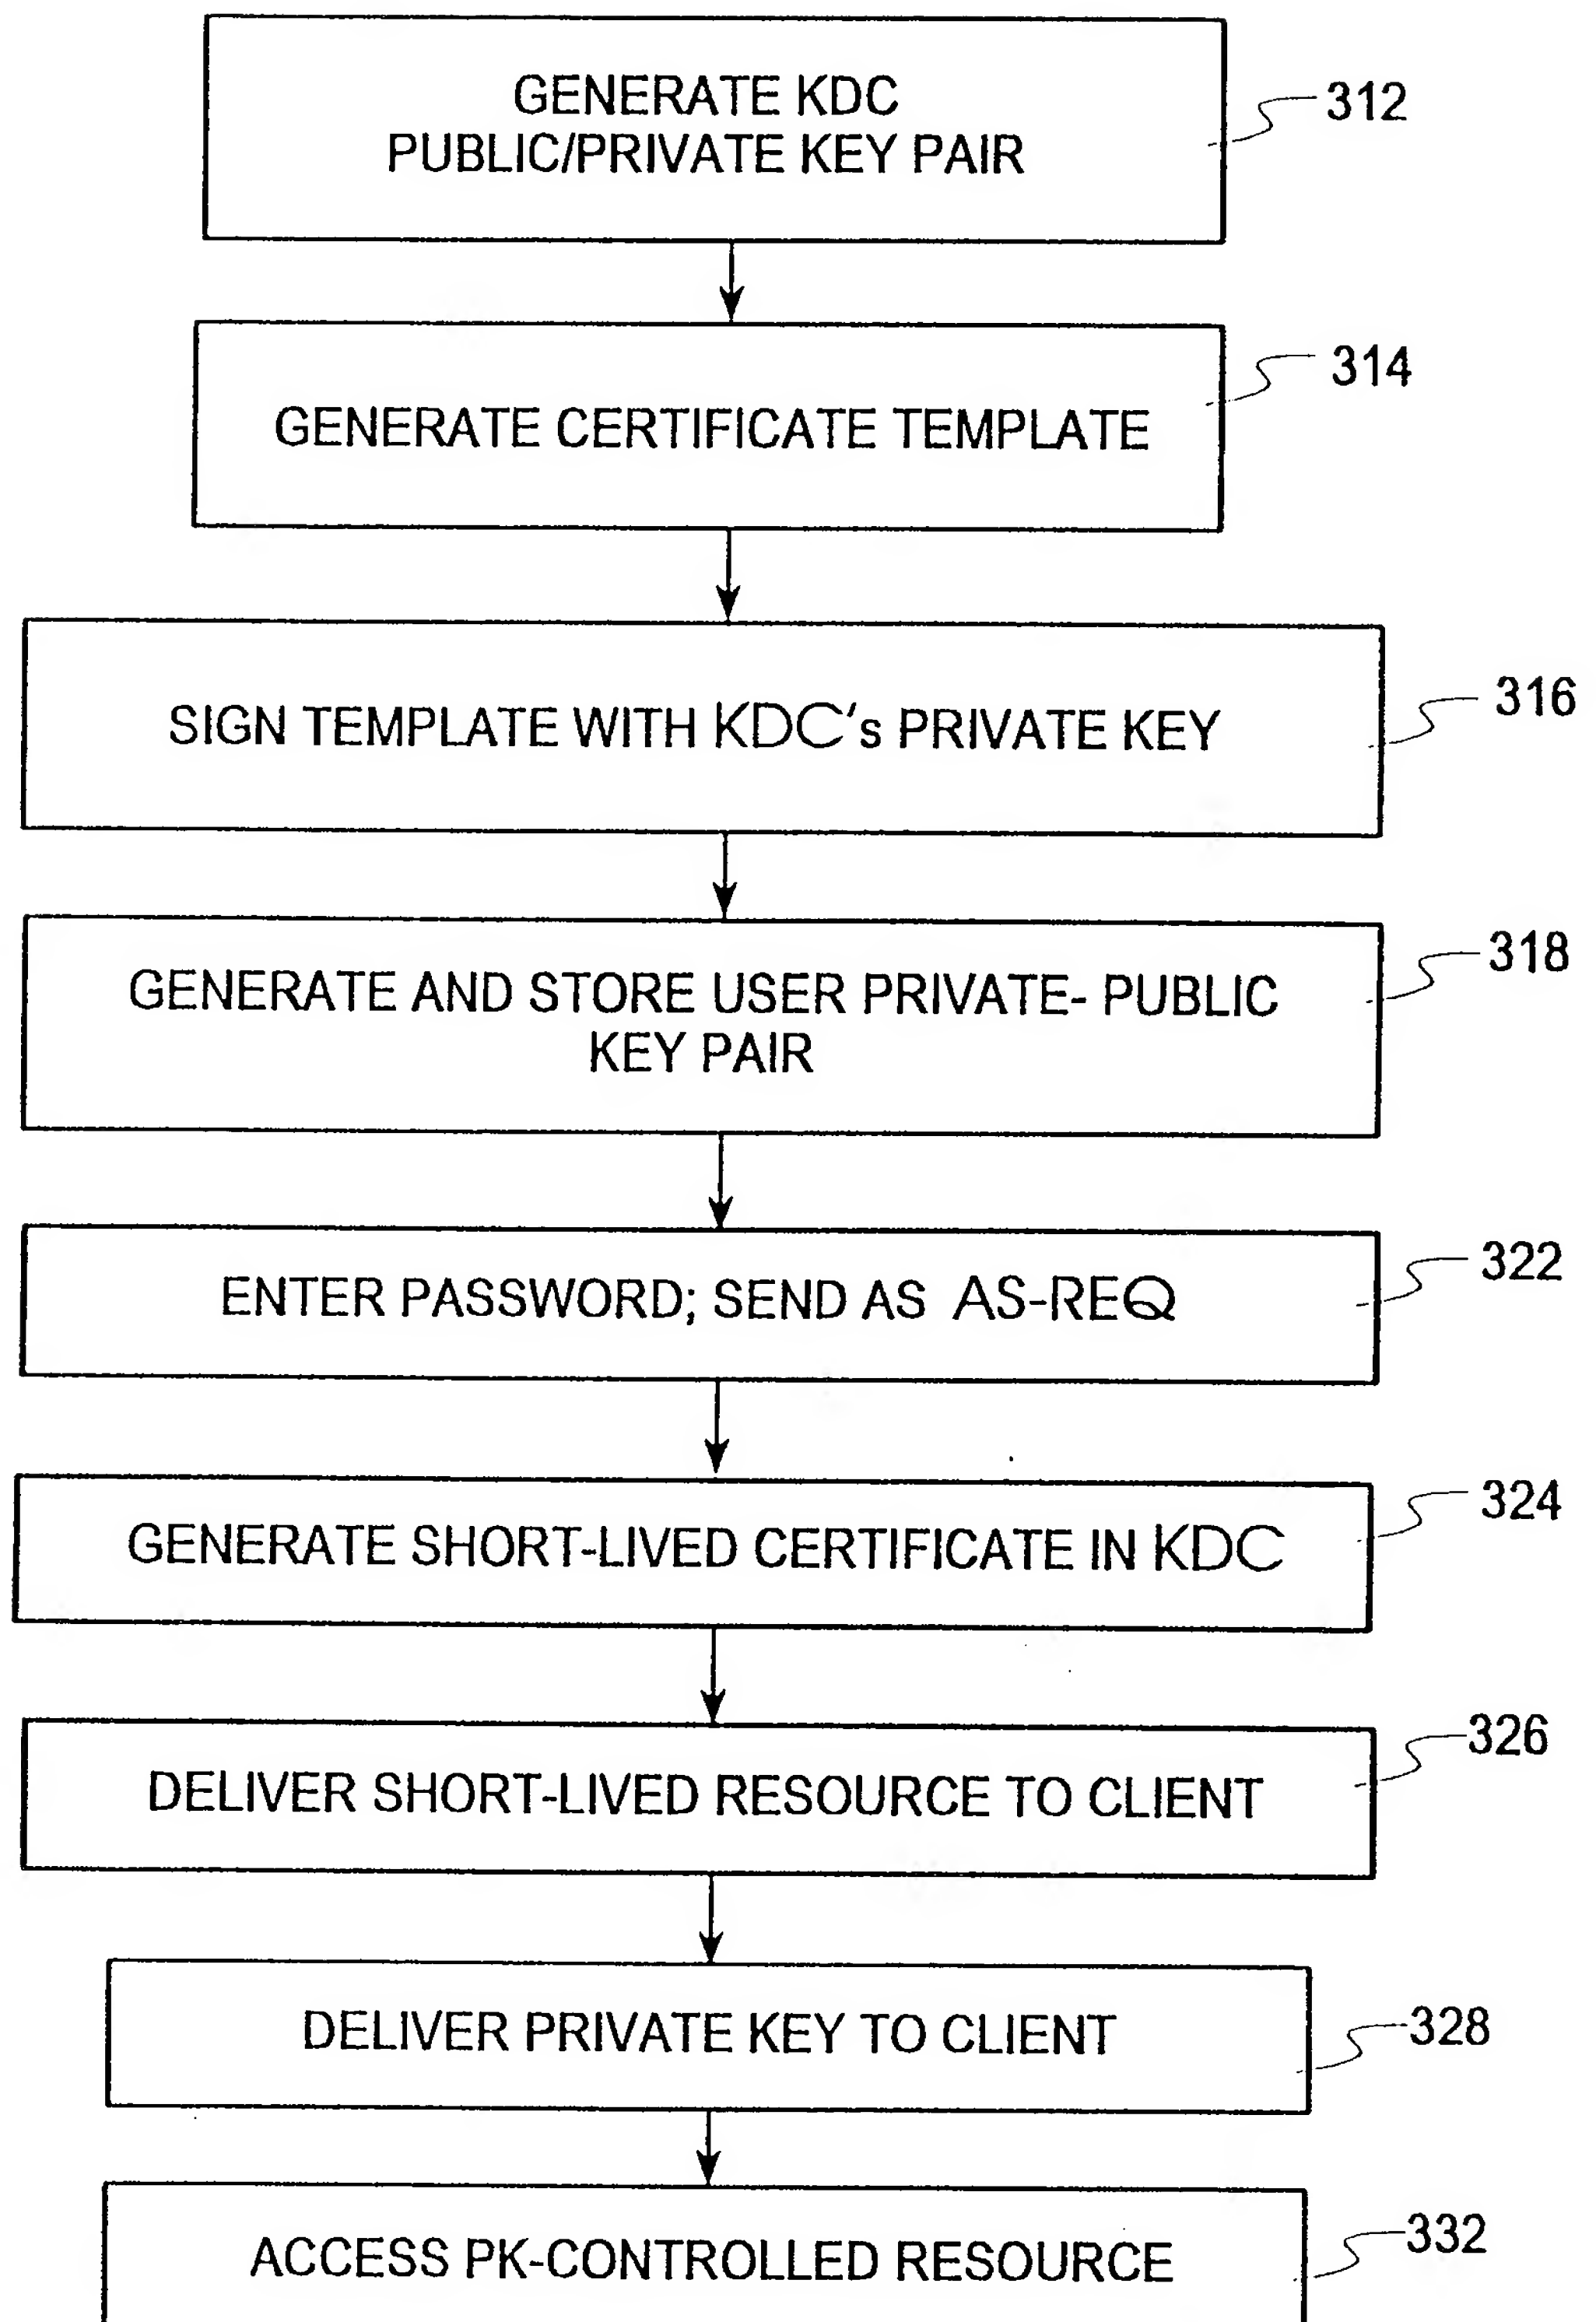 GENERATE KDC
PUBLIC/PRIVATE KEY PAIR
312
GENERATE CERTIFICATE TEMPLATE
314
SIGN TEMPLATE WITH KDC's PRIVATE KEY
316
GENERATE AND STORE USER PRIVATE- PUBLIC
KEY PAIR
318
ENTER PASSWORD; SEND AS AS-REQ
322
GENERATE SHORT-LIVED CERTIFICATE IN KDC
324
DELIVER SHORT-LIVED RESOURCE TO CLIENT
326
DELIVER PRIVATE KEY TO CLIENT
328
ACCESS PK-CONTROLLED RESOURCE
332